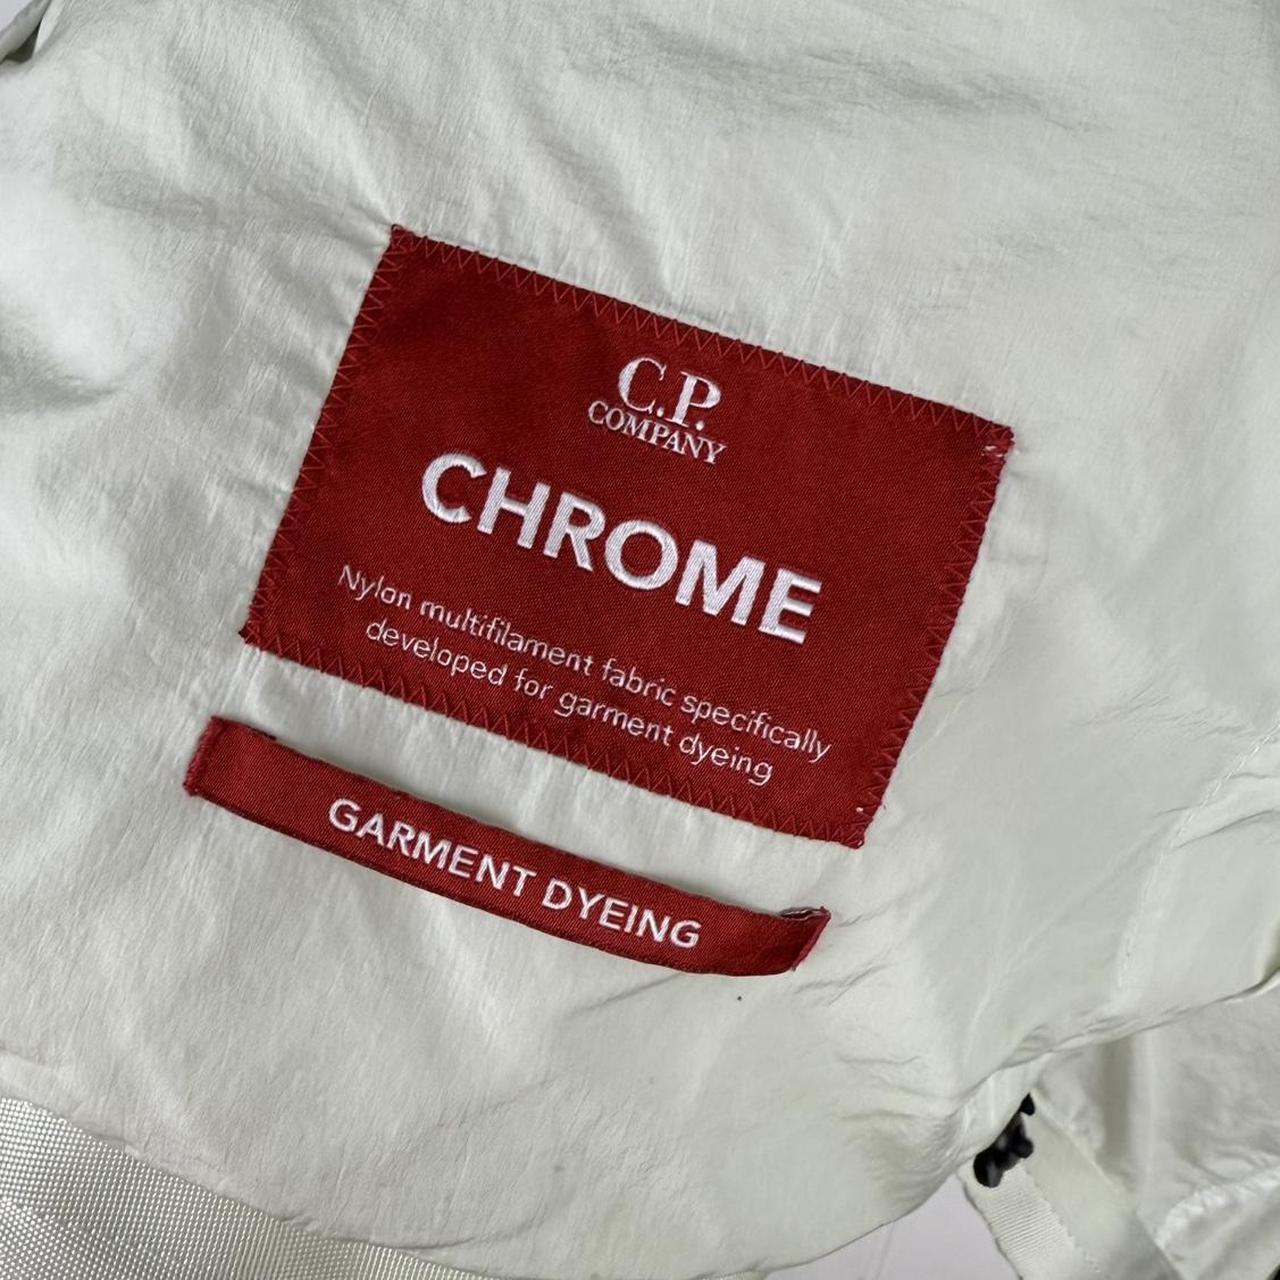 C.P.
COMPANY
CHROME
Nylon multifilament fabric specifically
developed for garment dyeing
GARMENT DYEING